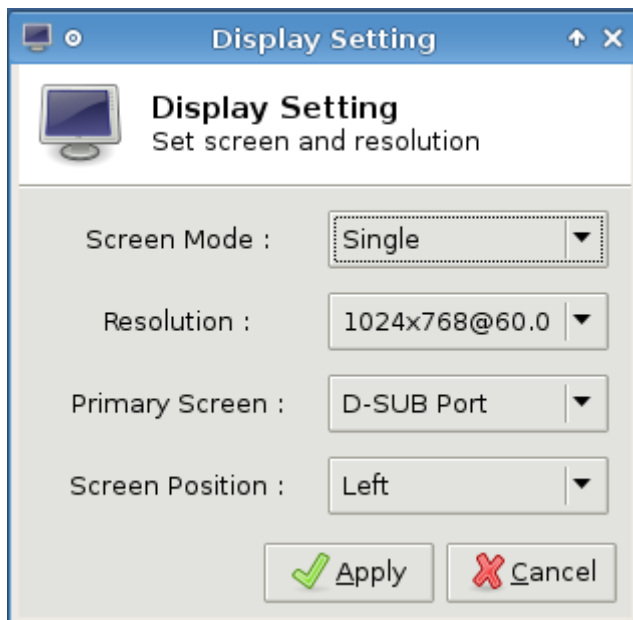 Display Setting
Display Setting
Set screen and resolution
Screen Mode : Single
Resolution : 1024x768@60.0
Primary Screen : D-SUB Port
Screen Position : Left
Apply Cancel